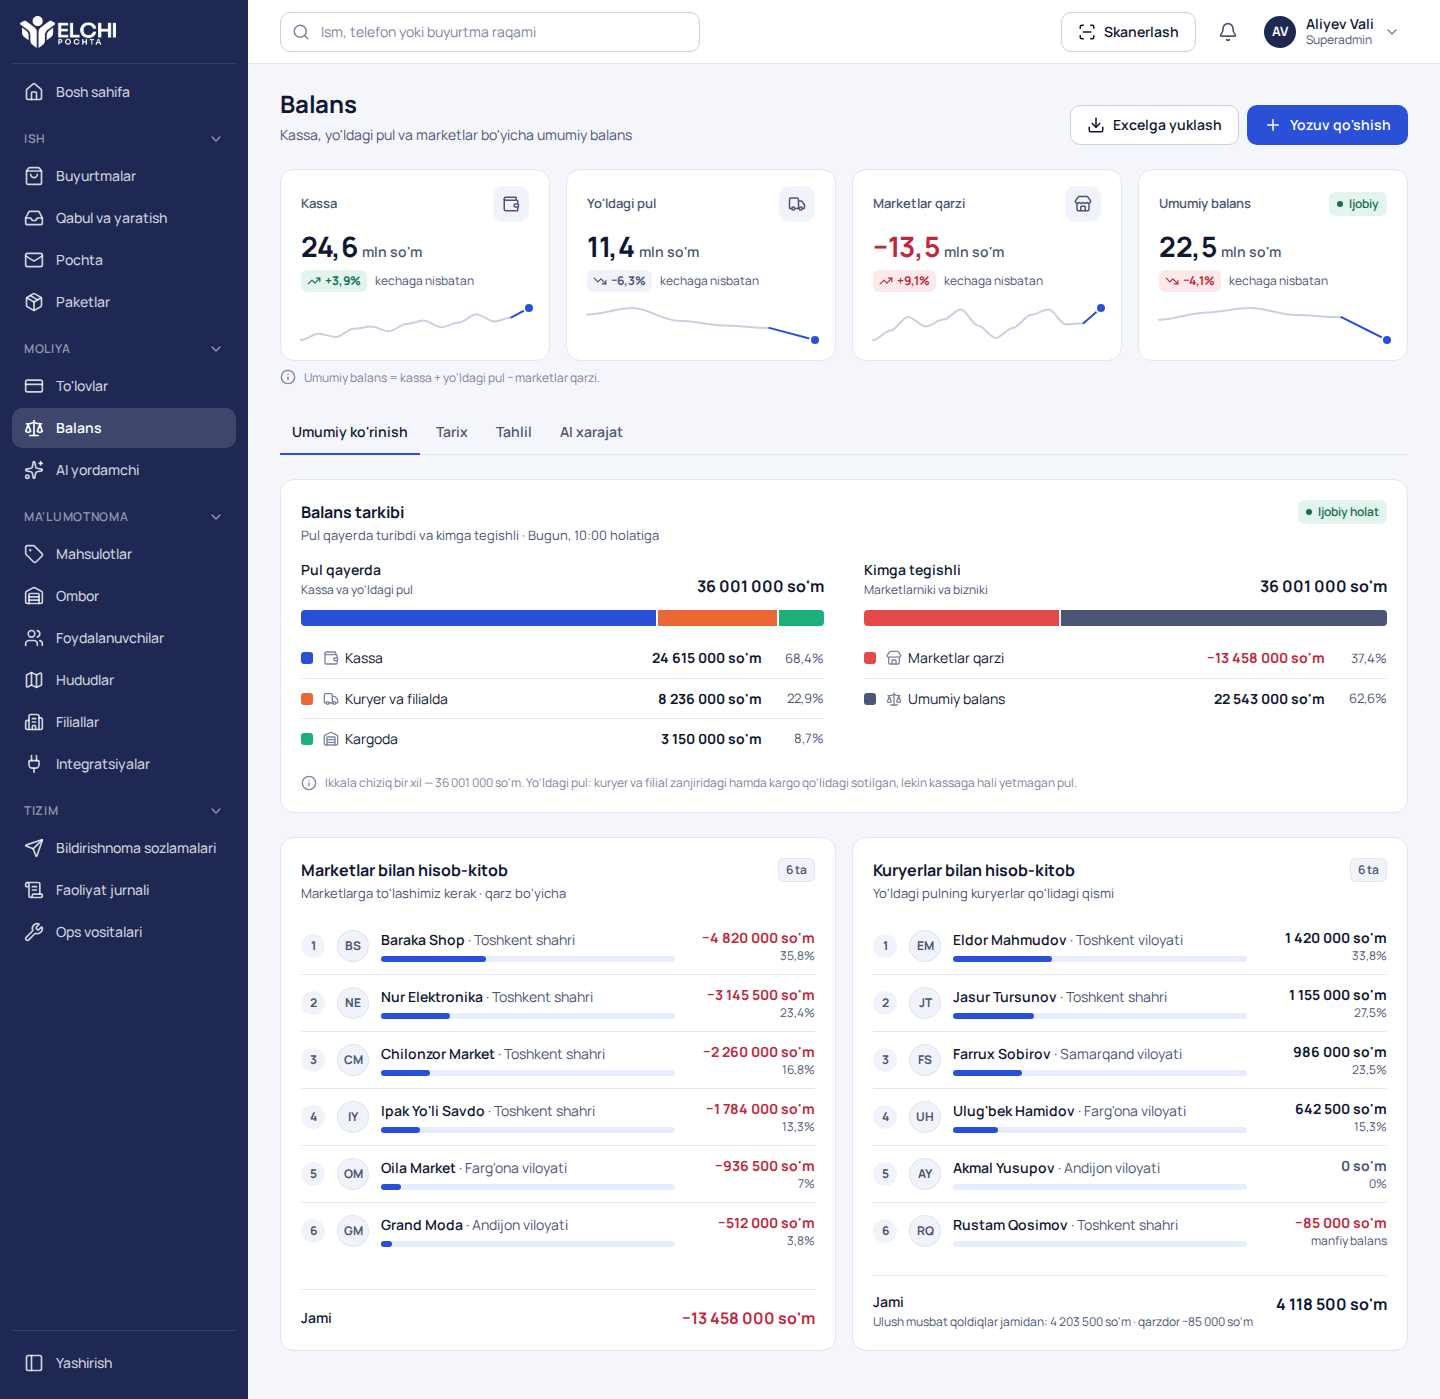 ELCHI
POCHTA
Bosh sahifa
ISH
Buyurtmalar
Qabul va yaratish
Pochta
Paketlar
MOLIYA
To'lovlar
Balans
AI yordamchi
MA'LUMOTNOMA
Mahsulotlar
Ombor
Foydalanuvchilar
Hududlar
Filiallar
Integratsiyalar
TIZIM
Bildirishnoma sozlamalari
Faoliyat jurnali
Ops vositalari
Yashirish
Ism, telefon yoki buyurtma raqami
Skanerlash
AV
Aliyev Vali
Superadmin
Balans
Kassa, yo'ldagi pul va marketlar bo'yicha umumiy balans
Excelga yuklash
Yozuv qo'shish
Kassa
24,6 mln so'm
+3,9% kechaga nisbatan
Yo'ldagi pul
11,4 mln so'm
−6,3% kechaga nisbatan
Marketlar qarzi
−13,5 mln so'm
+9,1% kechaga nisbatan
Umumiy balans
Ijobiy
22,5 mln so'm
−4,1% kechaga nisbatan
Umumiy balans = kassa + yo'ldagi pul − marketlar qarzi.
Umumiy ko'rinish
Tarix
Tahlil
AI xarajat
Balans tarkibi
Ijobiy holat
Pul qayerda turibdi va kimga tegishli · Bugun, 10:00 holatiga
Pul qayerda
Kassa va yo'ldagi pul
36 001 000 so'm
Kassa 24 615 000 so'm 68,4%
Kuryer va filialda 8 236 000 so'm 22,9%
Kargoda 3 150 000 so'm 8,7%
Kimga tegishli
Marketlarniki va bizniki
36 001 000 so'm
Marketlar qarzi −13 458 000 so'm 37,4%
Umumiy balans 22 543 000 so'm 62,6%
Ikkala chiziq bir xil — 36 001 000 so'm. Yo'ldagi pul: kuryer va filial zanjiridagi hamda kargo qo'lidagi sotilgan, lekin kassaga hali yetmagan pul.
Marketlar bilan hisob-kitob
6 ta
Marketlarga to'lashimiz kerak · qarz bo'yicha
1 BS Baraka Shop · Toshkent shahri −4 820 000 so'm
35,8%
2 NE Nur Elektronika · Toshkent shahri −3 145 500 so'm
23,4%
3 CM Chilonzor Market · Toshkent shahri −2 260 000 so'm
16,8%
4 IY Ipak Yo'li Savdo · Toshkent shahri −1 784 000 so'm
13,3%
5 OM Oila Market · Farg'ona viloyati −936 500 so'm
7%
6 GM Grand Moda · Andijon viloyati −512 000 so'm
3,8%
Jami −13 458 000 so'm
Kuryerlar bilan hisob-kitob
6 ta
Yo'ldagi pulning kuryerlar qo'lidagi qismi
1 EM Eldor Mahmudov · Toshkent viloyati 1 420 000 so'm
33,8%
2 JT Jasur Tursunov · Toshkent shahri 1 155 000 so'm
27,5%
3 FS Farrux Sobirov · Samarqand viloyati 986 000 so'm
23,5%
4 UH Ulug'bek Hamidov · Farg'ona viloyati 642 500 so'm
15,3%
5 AY Akmal Yusupov · Andijon viloyati 0 so'm
0%
6 RQ Rustam Qosimov · Toshkent shahri −85 000 so'm
manfiy balans
Jami 4 118 500 so'm
Ulush musbat qoldiqlar jamidan: 4 203 500 so'm · qarzdor −85 000 so'm